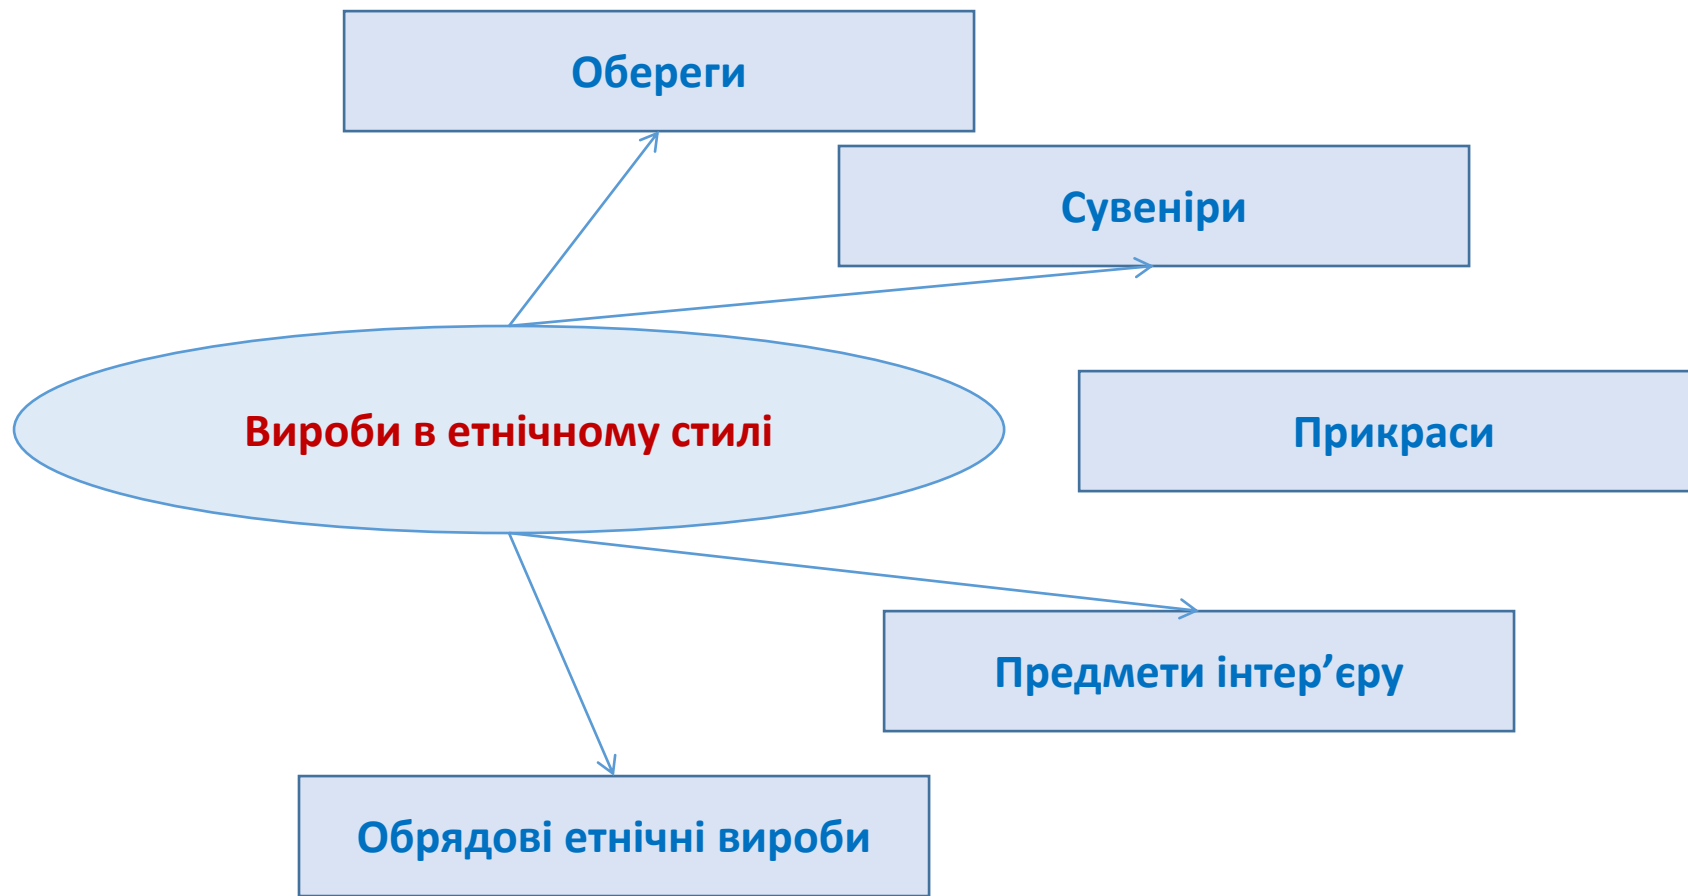 Обереги
Сувеніри
Вироби в етнічному стилі
Прикраси
Предмети інтер’єру
Обрядові етнічні вироби